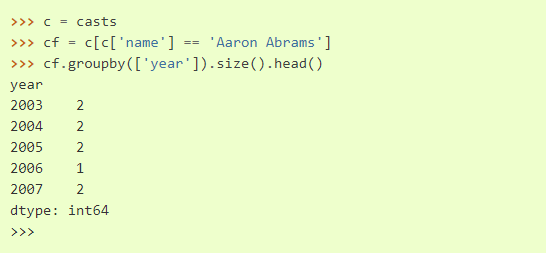 >>> c = casts
>>> cf = c[c['name'] == 'Aaron Abrams']
>>> cf.groupby(['year']).size().head()
year
2003    2
2004    2
2005    2
2006    1
2007    2
dtype: int64
>>>